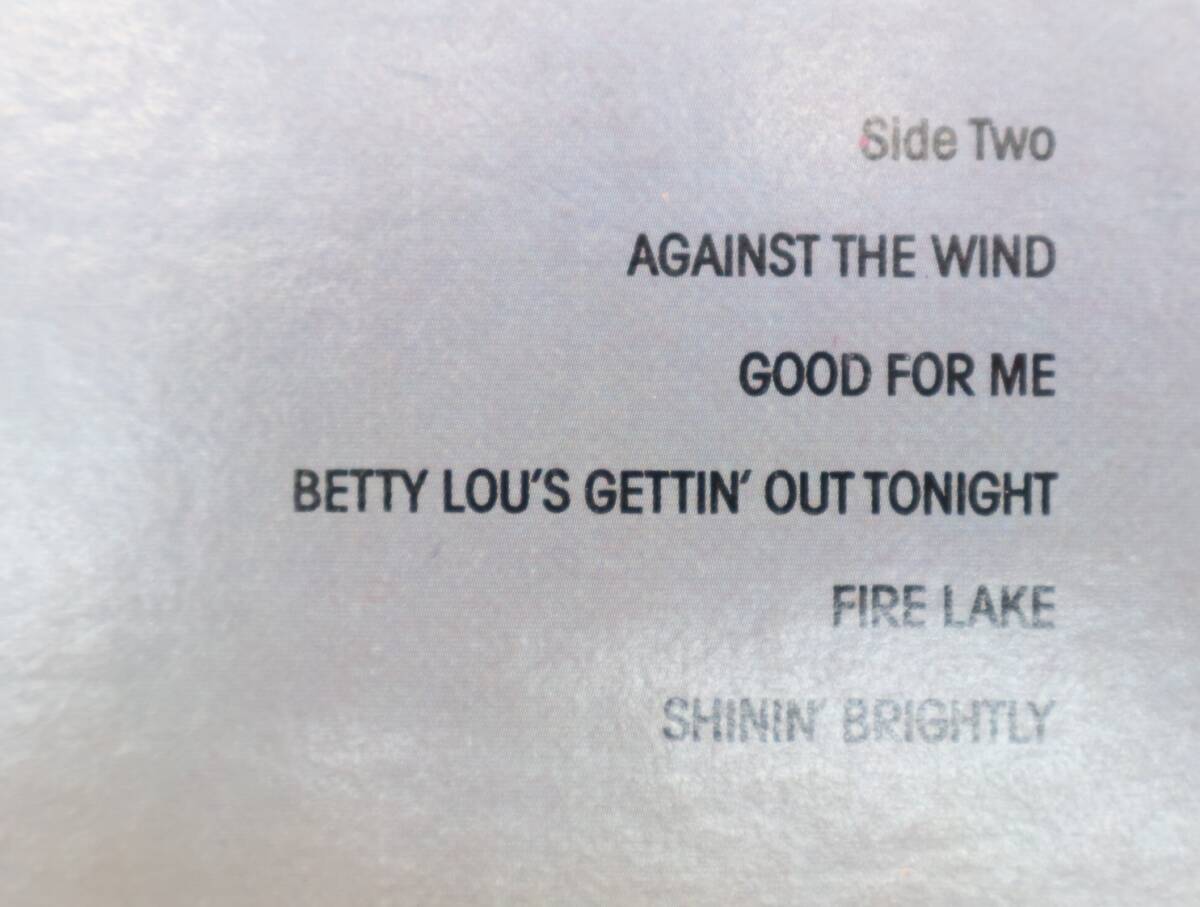 Side Two
AGAINST THE WIND
GOOD FOR ME
BETTY LOU'S GETTIN' OUT TONIGHT
FIRE LAKE
SHININ' BRIGHTLY